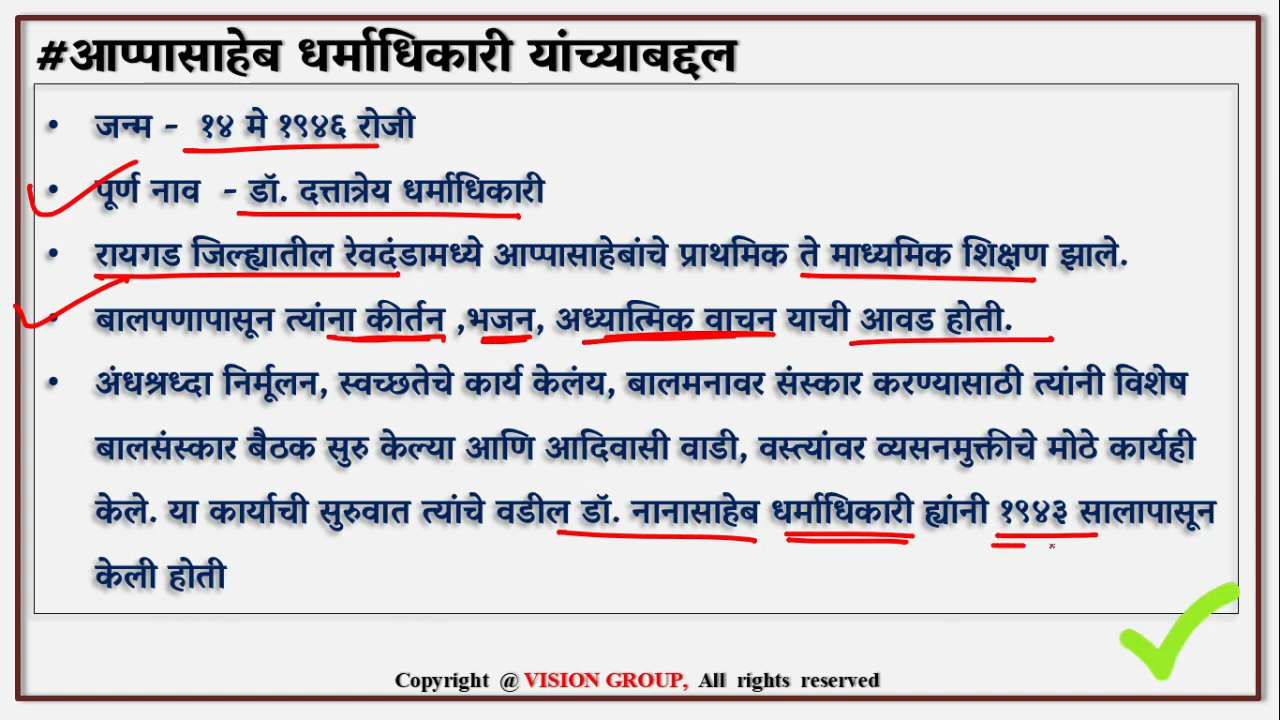 #आप्पासाहेब धर्माधिकारी यांच्याबद्दल
• जन्म - १४ मे १९४६ रोजी
• पूर्ण नाव - डॉ. दत्तात्रेय धर्माधिकारी
• रायगड जिल्ह्यातील रेवदंडामध्ये आप्पासाहेबांचे प्राथमिक ते माध्यमिक शिक्षण झाले.
• बालपणापासून त्यांना कीर्तन ,भजन, अध्यात्मिक वाचन याची आवड होती.
• अंधश्रध्दा निर्मूलन, स्वच्छतेचे कार्य केलंय, बालमनावर संस्कार करण्यासाठी त्यांनी विशेष
बालसंस्कार बैठक सुरु केल्या आणि आदिवासी वाडी, वस्त्यांवर व्यसनमुक्तीचे मोठे कार्यही
केले. या कार्याची सुरुवात त्यांचे वडील डॉ. नानासाहेब धर्माधिकारी ह्यांनी १९४३ सालापासून
केली होती
Copyright @ VISION GROUP, All rights reserved